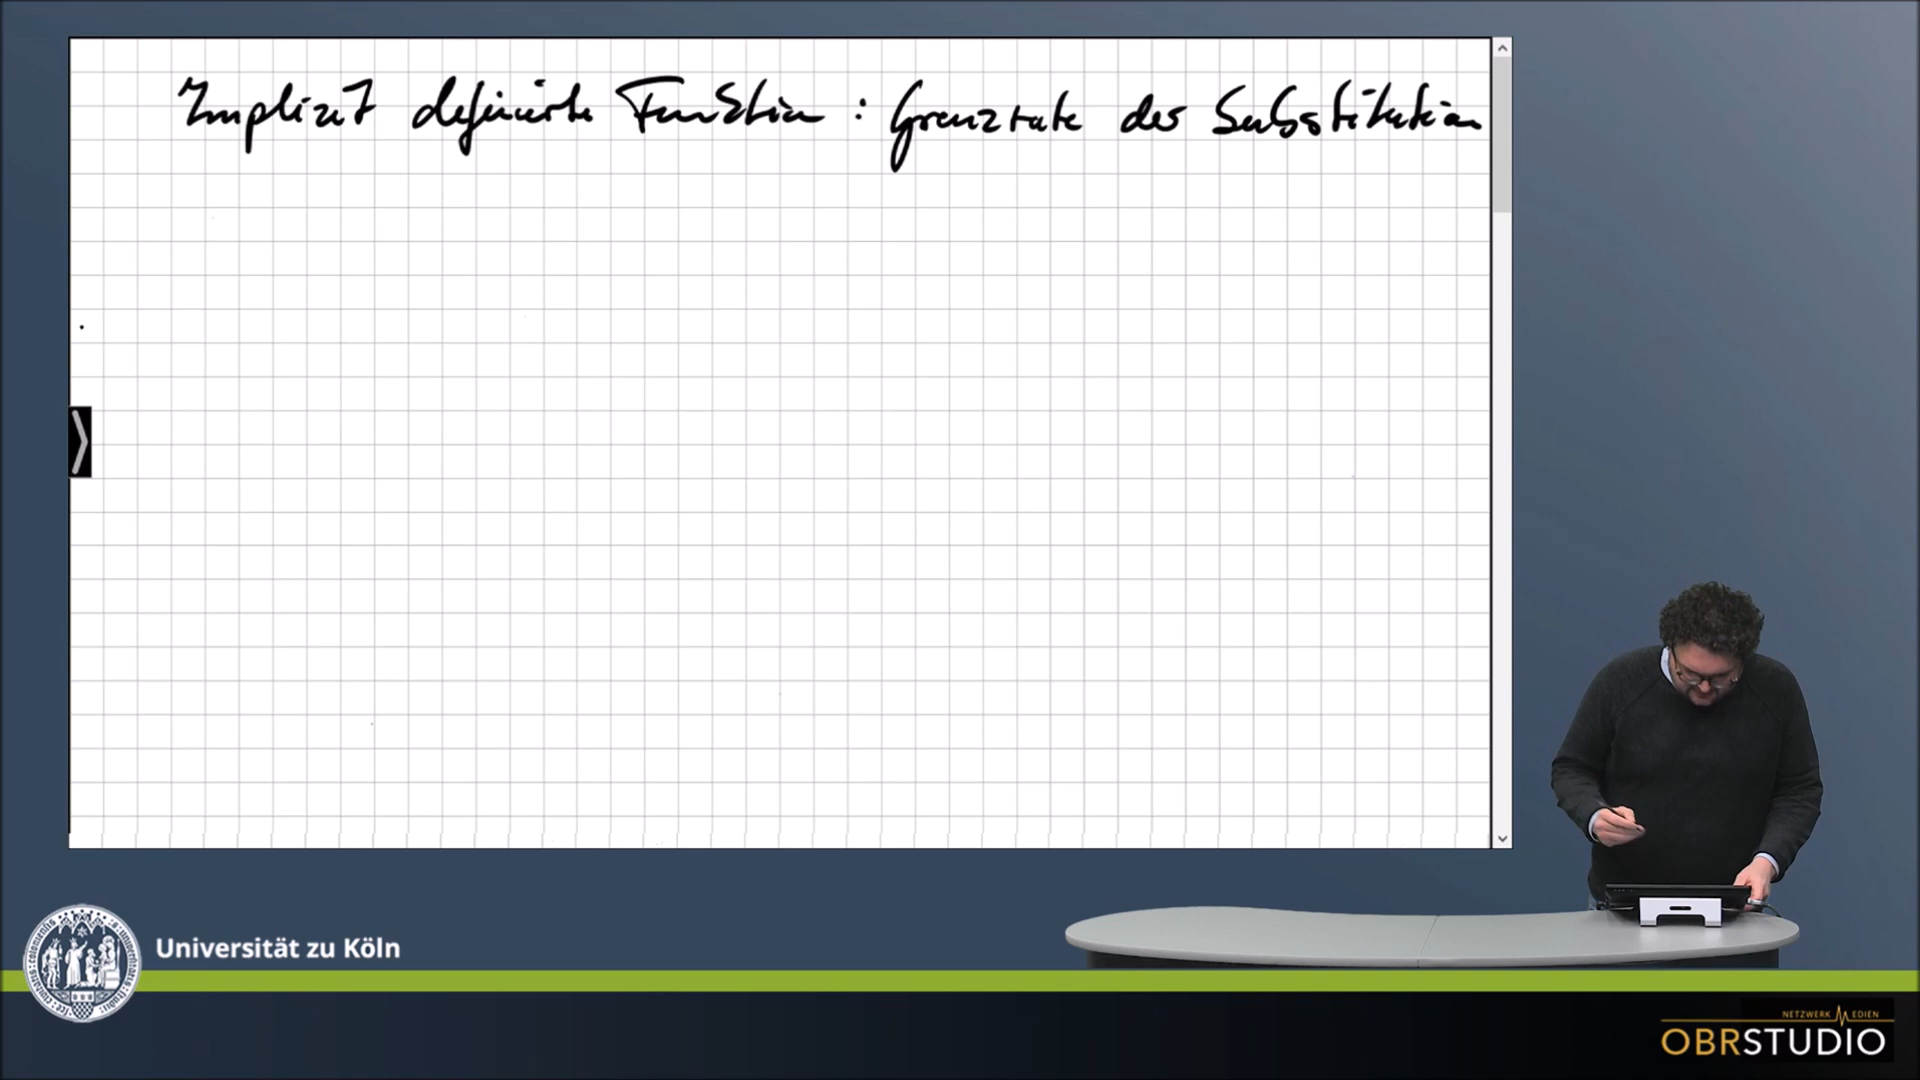 Implizit definierte Funktion : Grenzrate der Substitution
Universität zu Köln
NETZWERK MEDIEN
OBRSTUDIO